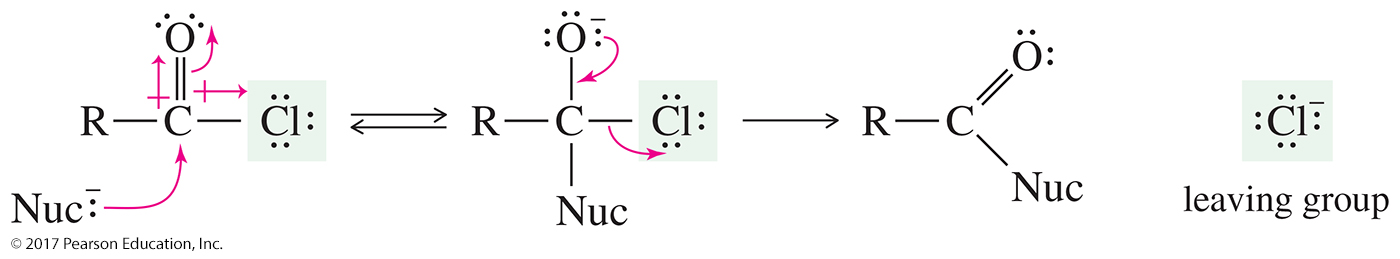 O O⁻ O
R C Cl R C Cl R C Cl⁻
Nuc⁻ Nuc Nuc leaving group
© 2017 Pearson Education, Inc.